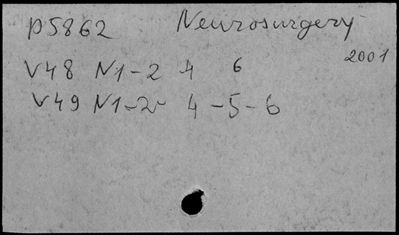 P5862 Neurosurgery
2001
V48 N1-2 4 6
V49 N1-2 4-5-6